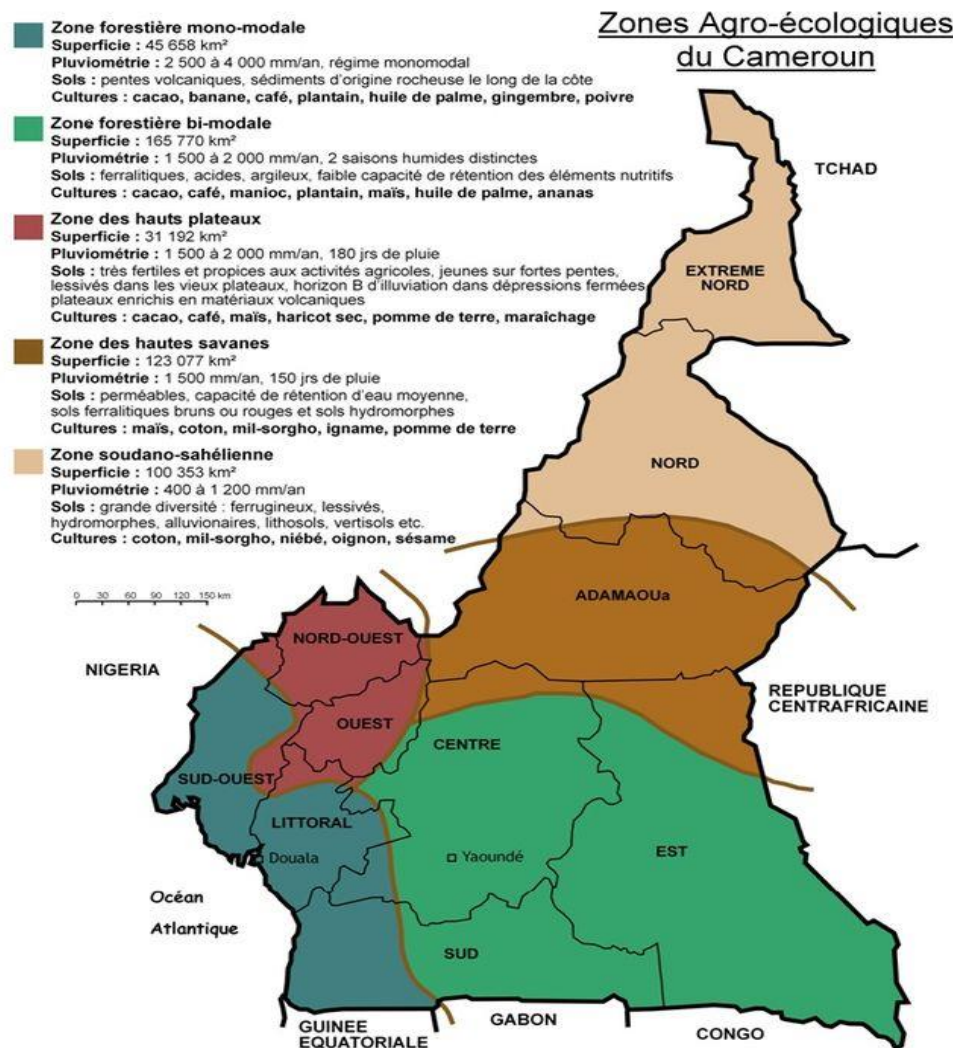 Zones Agro-écologiques
du Cameroun
Zone forestière mono-modale
Superficie : 45 658 km²
Pluviométrie : 2 500 à 4 000 mm/an, régime monomodal
Sols : pentes volcaniques, sédiments d'origine rocheuse le long de la côte
Cultures : cacao, banane, café, plantain, huile de palme, gingembre, poivre
Zone forestière bi-modale
Superficie : 165 770 km²
Pluviométrie : 1 500 à 2 000 mm/an, 2 saisons humides distinctes
Sols : ferralitiques, acides, argileux, faible capacité de rétention des éléments nutritifs
Cultures : cacao, café, manioc, plantain, maïs, huile de palme, ananas
Zone des hauts plateaux
Superficie : 31 192 km²
Pluviométrie : 1 500 à 2 000 mm/an, 180 jrs de pluie
Sols : très fertiles et propices aux activités agricoles, jeunes sur fortes pentes,
lessivés dans les vieux plateaux, horizon B d'illuviation dans dépressions fermées
plateaux enrichis en matériaux volcaniques
Cultures : cacao, café, maïs, haricot sec, pomme de terre, maraîchage
Zone des hautes savanes
Superficie : 123 077 km²
Pluviométrie : 1 500 mm/an, 150 jrs de pluie
Sols : perméables, capacité de rétention d'eau moyenne,
sols ferralitiques bruns ou rouges et sols hydromorphes
Cultures : maïs, coton, mil-sorgho, igname, pomme de terre
Zone soudano-sahélienne
Superficie : 100 353 km²
Pluviométrie : 400 à 1 200 mm/an
Sols : grande diversité : ferrugineux, lessivés,
hydromorphes, alluvionaires, lithosols, vertisols etc.
Cultures : coton, mil-sorgho, niébé, oignon, sésame
0 30 60 90 120 150 km
TCHAD
EXTREME
NORD
NORD
ADAMAOUa
NORD-OUEST
NIGERIA
REPUBLIQUE
CENTRAFRICAINE
OUEST
CENTRE
SUD-OUEST
LITTORAL
EST
Douala
Yaoundé
Océan
Atlantique
SUD
GUINEE
EQUATORIALE
GABON
CONGO